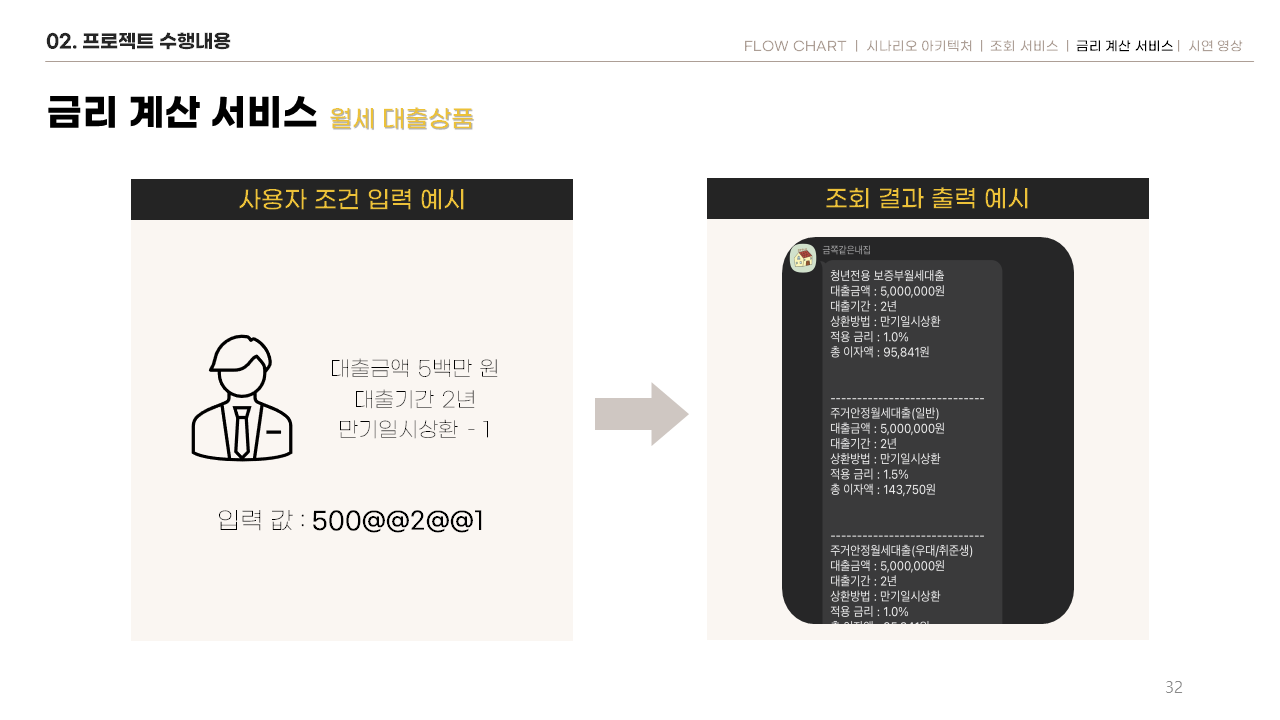 02. 프로젝트 수행내용
FLOW CHART | 시나리오 아키텍처 | 조회 서비스 | 금리 계산 서비스 | 시연 영상
금리 계산 서비스 월세 대출상품
사용자 조건 입력 예시
대출금액 5백만 원
대출기간 2년
만기일시상환 - 1
입력 값 : 500@@2@@1
조회 결과 출력 예시
금쪽같은내집
청년전용 보증부월세대출
대출금액 : 5,000,000원
대출기간 : 2년
상환방법 : 만기일시상환
적용 금리 : 1.0%
총 이자액 : 95,841원
-----------------------------
주거안정월세대출(일반)
대출금액 : 5,000,000원
대출기간 : 2년
상환방법 : 만기일시상환
적용 금리 : 1.5%
총 이자액 : 143,750원
-----------------------------
주거안정월세대출(우대/취준생)
대출금액 : 5,000,000원
대출기간 : 2년
상환방법 : 만기일시상환
적용 금리 : 1.0%
32